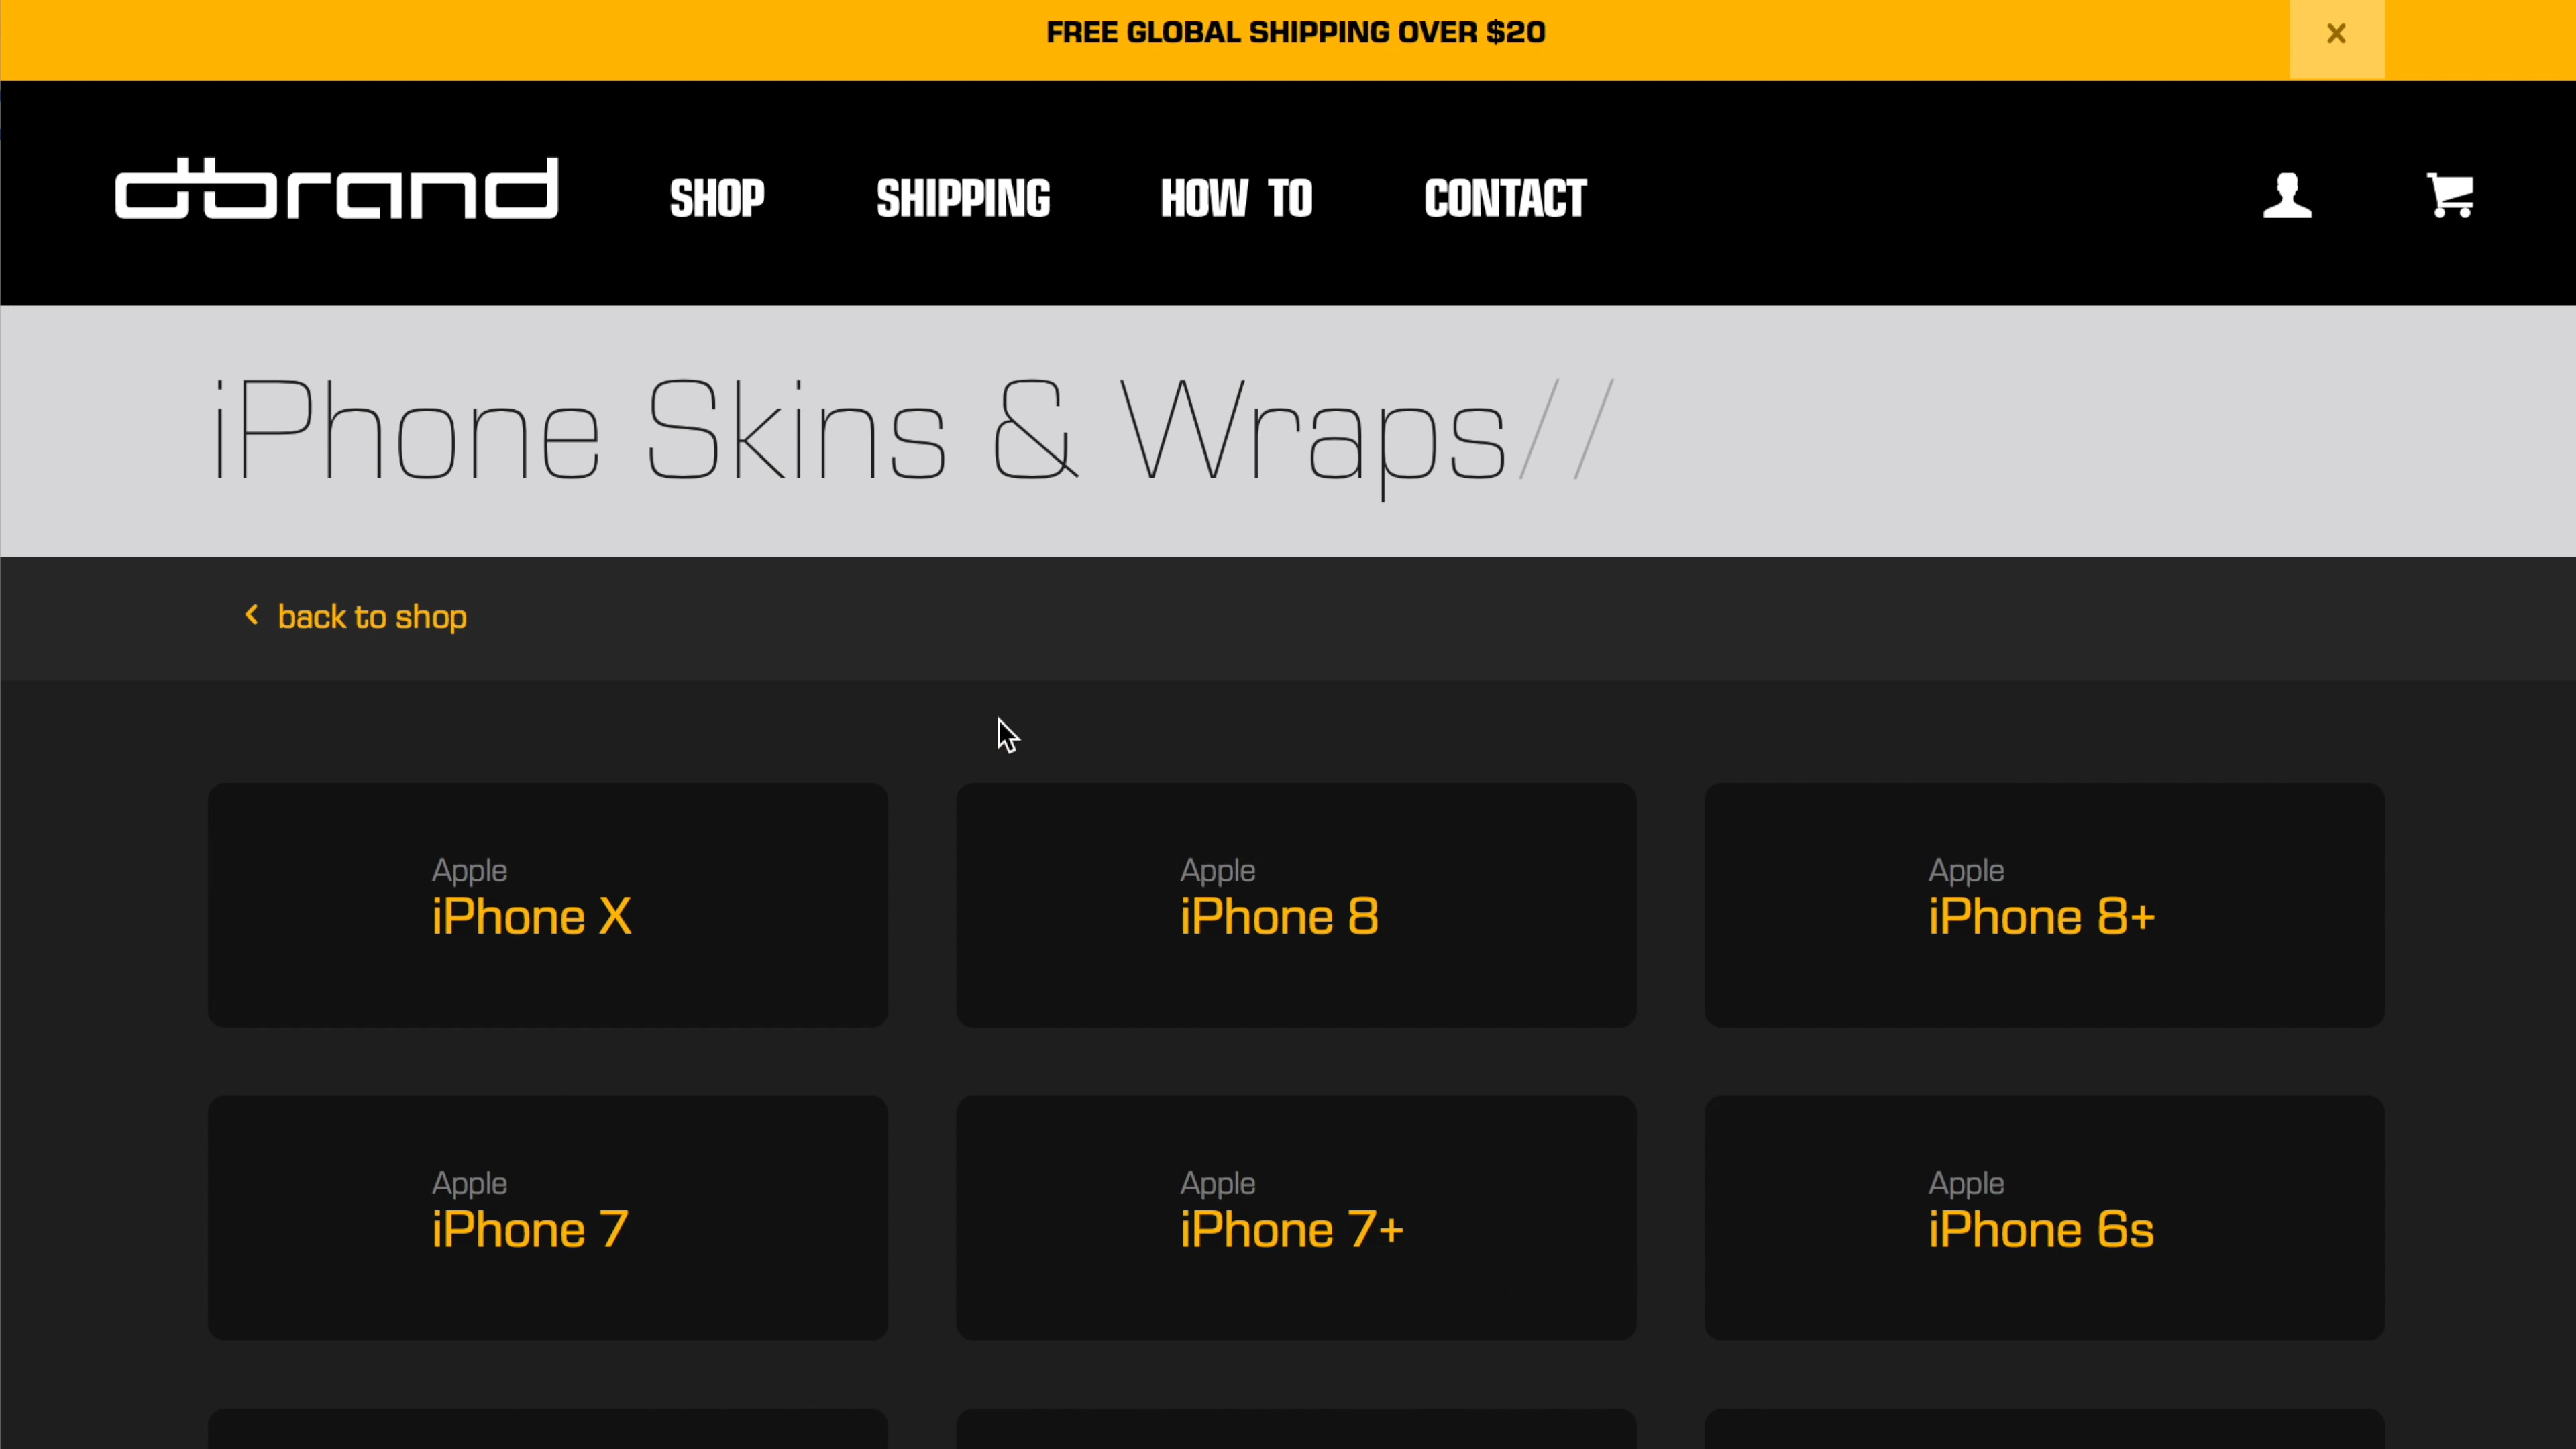 FREE GLOBAL SHIPPING OVER $20
×
dbrand
SHOP
SHIPPING
HOW TO
CONTACT
iPhone Skins & Wraps//
back to shop
Apple
iPhone X
Apple
iPhone 8
Apple
iPhone 8+
Apple
iPhone 7
Apple
iPhone 7+
Apple
iPhone 6s